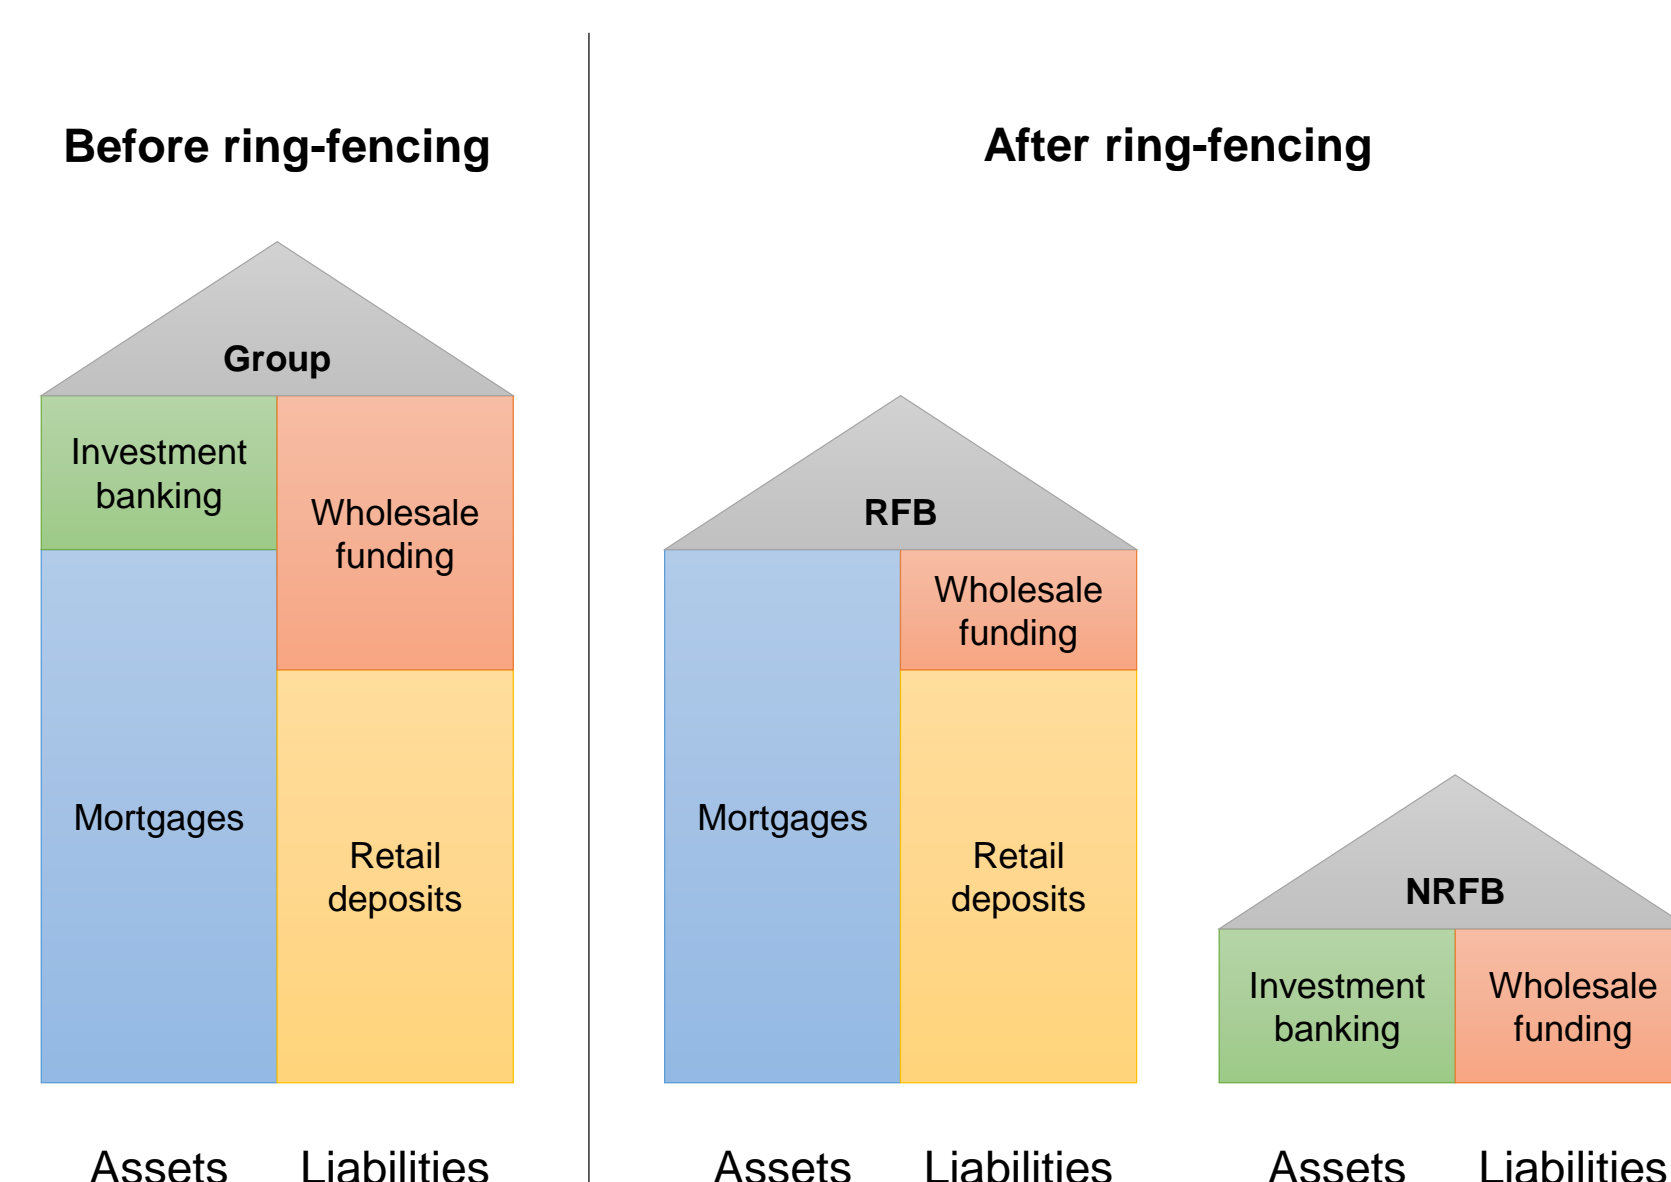 Before ring-fencing
After ring-fencing
Group
Investment
banking
Wholesale
funding
Mortgages
Retail
deposits
Assets
Liabilities
RFB
Wholesale
funding
Mortgages
Retail
deposits
Assets
Liabilities
NRFB
Investment
banking
Wholesale
funding
Assets
Liabilities